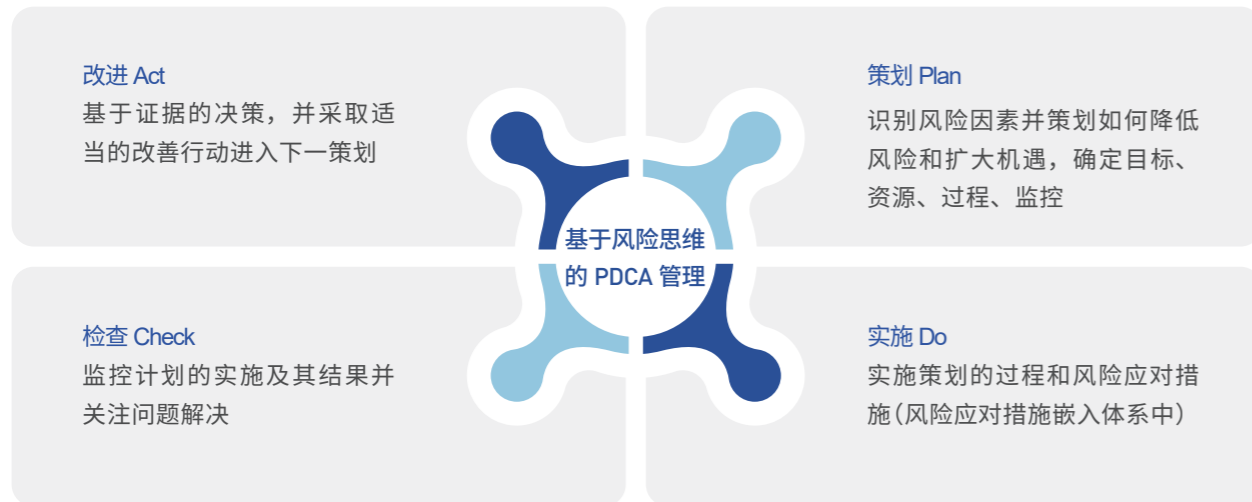 改进 Act
基于证据的决策，并采取适
当的改善行动进入下一策划
策划 Plan
识别风险因素并策划如何降低
风险和扩大机遇，确定目标、
资源、过程、监控
基于风险思维
的 PDCA 管理
检查 Check
监控计划的实施及其结果并
关注问题解决
实施 Do
实施策划的过程和风险应对措
施（风险应对措施嵌入体系中）